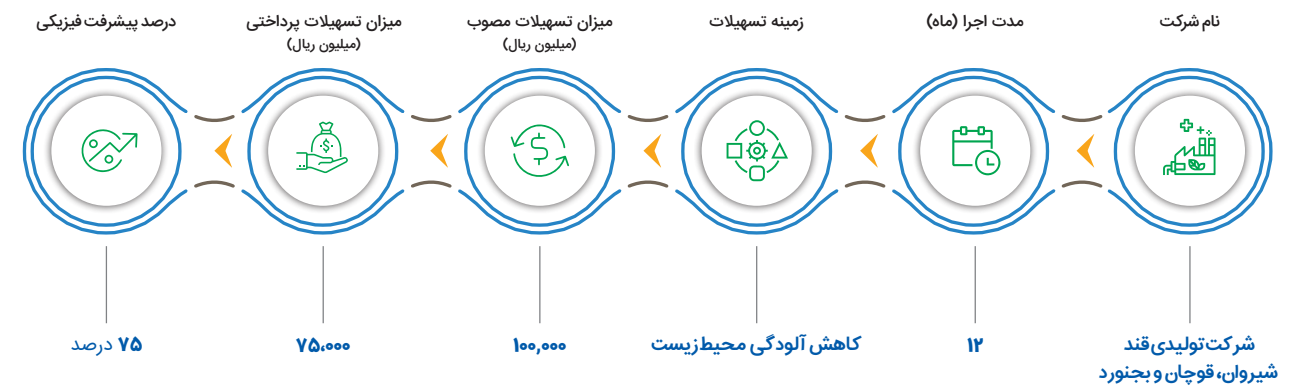 نام شرکت
مدت اجرا (ماه)
زمینه تسهیلات
میزان تسهیلات مصوب
(میلیون ریال)
میزان تسهیلات پرداختی
(میلیون ریال)
درصد پیشرفت فیزیکی
شرکت تولیدی قند
شیروان، قوچان و بجنورد
۱۲
کاهش آلودگی محیط زیست
۱۰۰,۰۰۰
۷۵,۰۰۰
۷۵ درصد